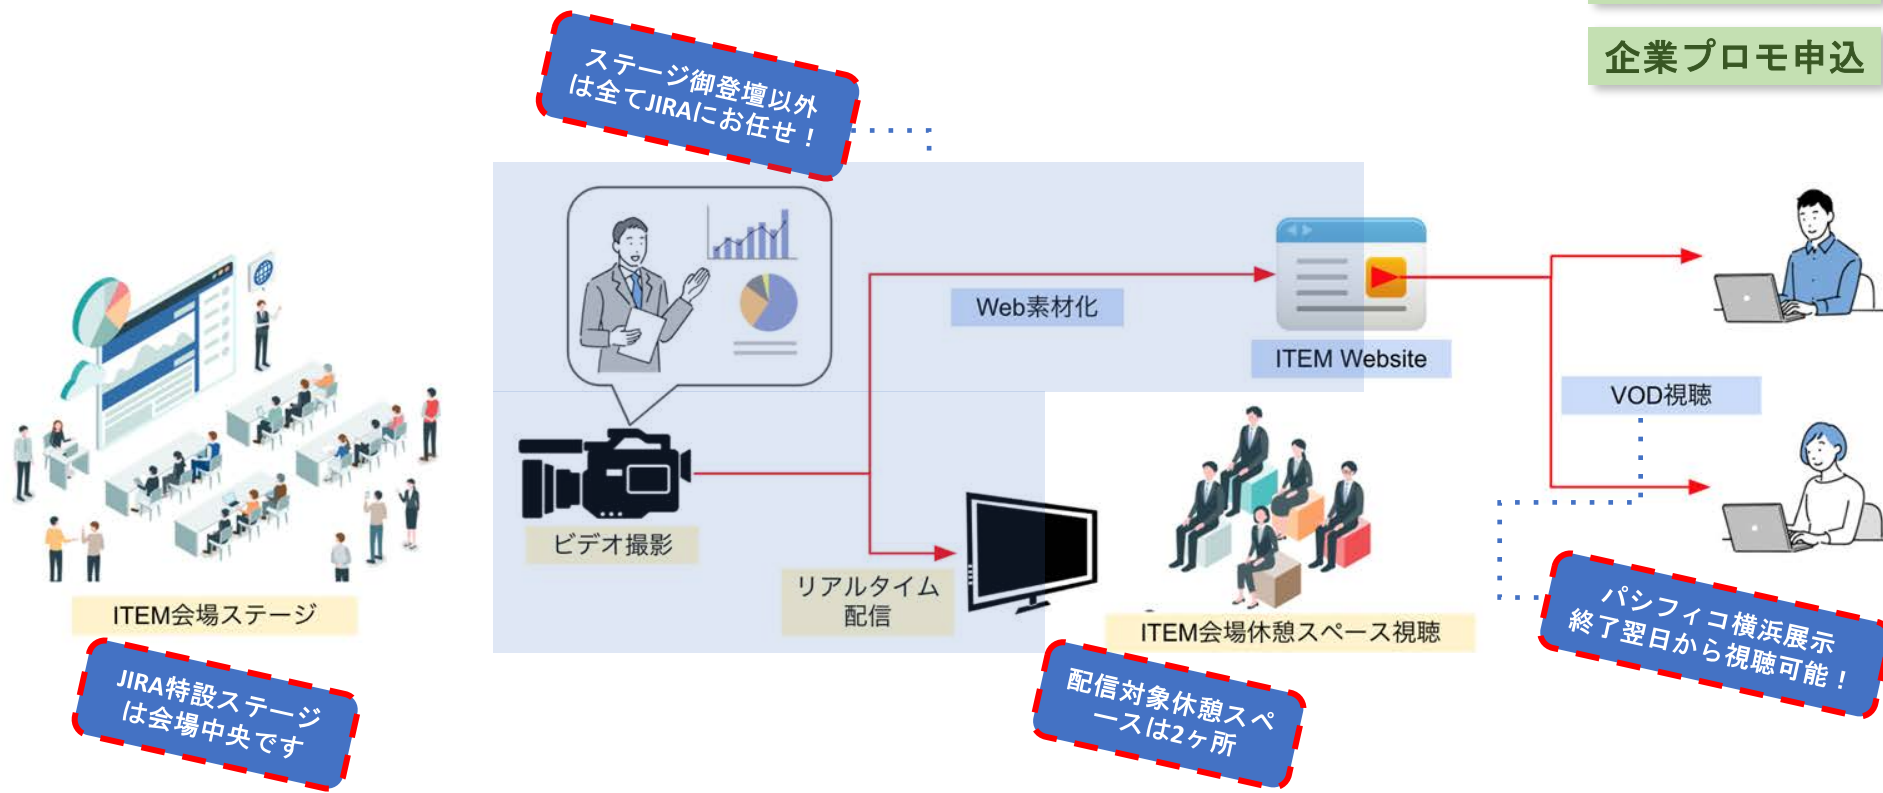 企業プロモ申込
ステージ御登壇以外
は全てJIRAにお任せ！
Web素材化
ITEM Website
VOD視聴
ビデオ撮影
リアルタイム
配信
ITEM会場ステージ
ITEM会場休憩スペース視聴
パシフィコ横浜展示
終了翌日から視聴可能！
JIRA特設ステージ
は会場中央です
配信対象休憩スペ
ースは2ヶ所